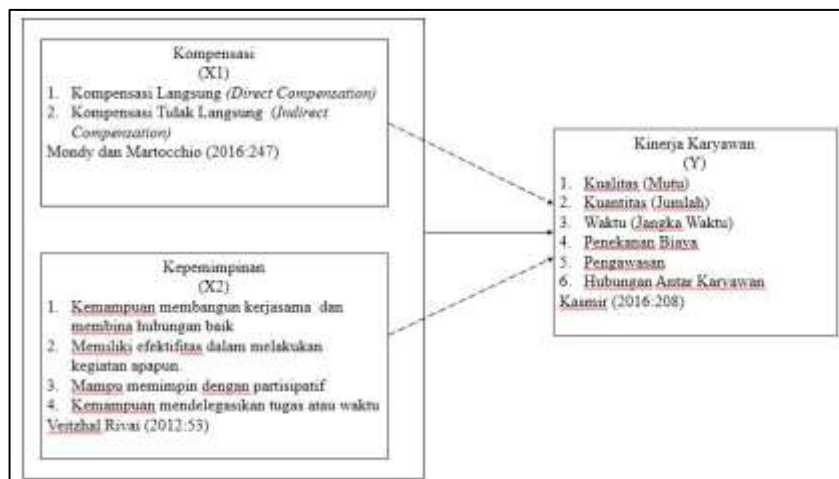 Kompensasi
(X1)
1. Kompensasi Langsung (Direct Compensation)
2. Kompensasi Tidak Langsung (Indirect
Compensation)
Mondy dan Martocchio (2016:247)
Kepemimpinan
(X2)
1. Kemampuan membangun kerjasama dan
membina hubungan baik
2. Memiliki efektifitas dalam melakukan
kegiatan apapun.
3. Mampu memimpin dengan partisipatif
4. Kemampuan mendelegasikan tugas atau waktu
Veitzhal Rivai (2012:53)
Kinerja Karyawan
(Y)
1. Kualitas (Mutu)
2. Kuantitas (Jumlah)
3. Waktu (Jangka Waktu)
4. Penekanan Biaya
5. Pengawasan
6. Hubungan Antar Karyawan
Kasmir (2016:208)